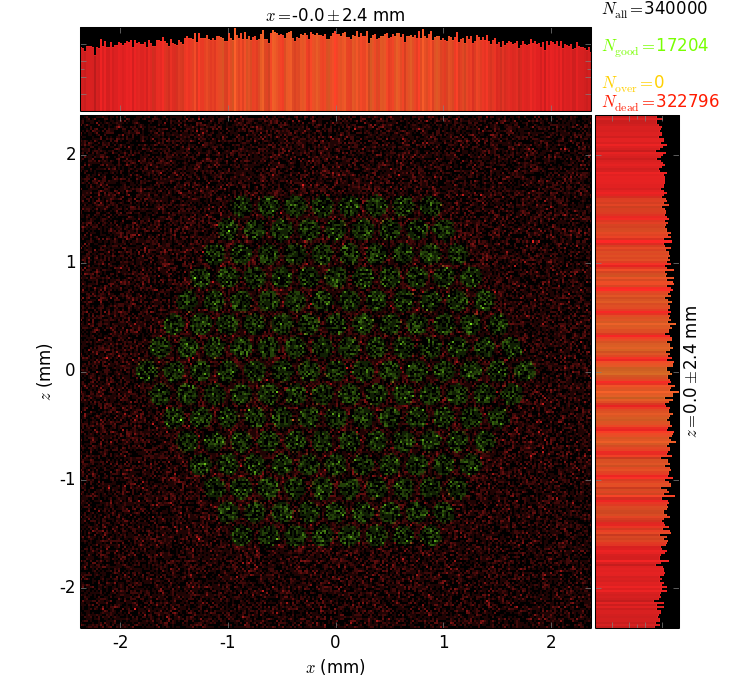 x = -0.0 ± 2.4 mm
N_all = 340000
N_good = 17204
N_over = 0
N_dead = 322796
2
1
0
-1
-2
z (mm)
z = 0.0 ± 2.4 mm
-2 -1 0 1 2
x (mm)